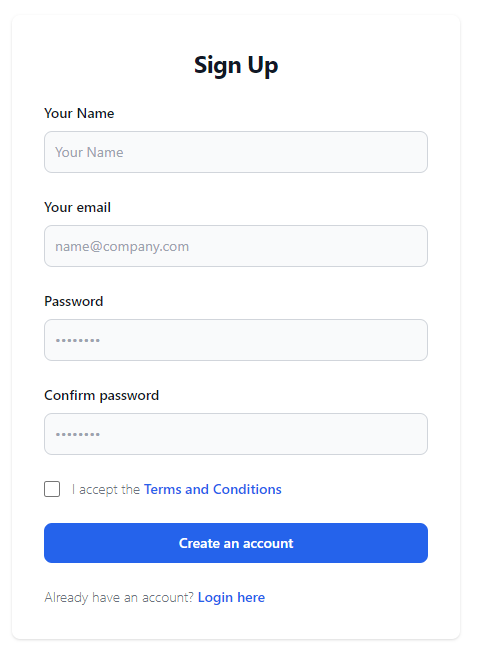 Sign Up
Your Name
Your Name
Your email
name@company.com
Password
••••••••
Confirm password
••••••••
I accept the Terms and Conditions
Create an account
Already have an account? Login here